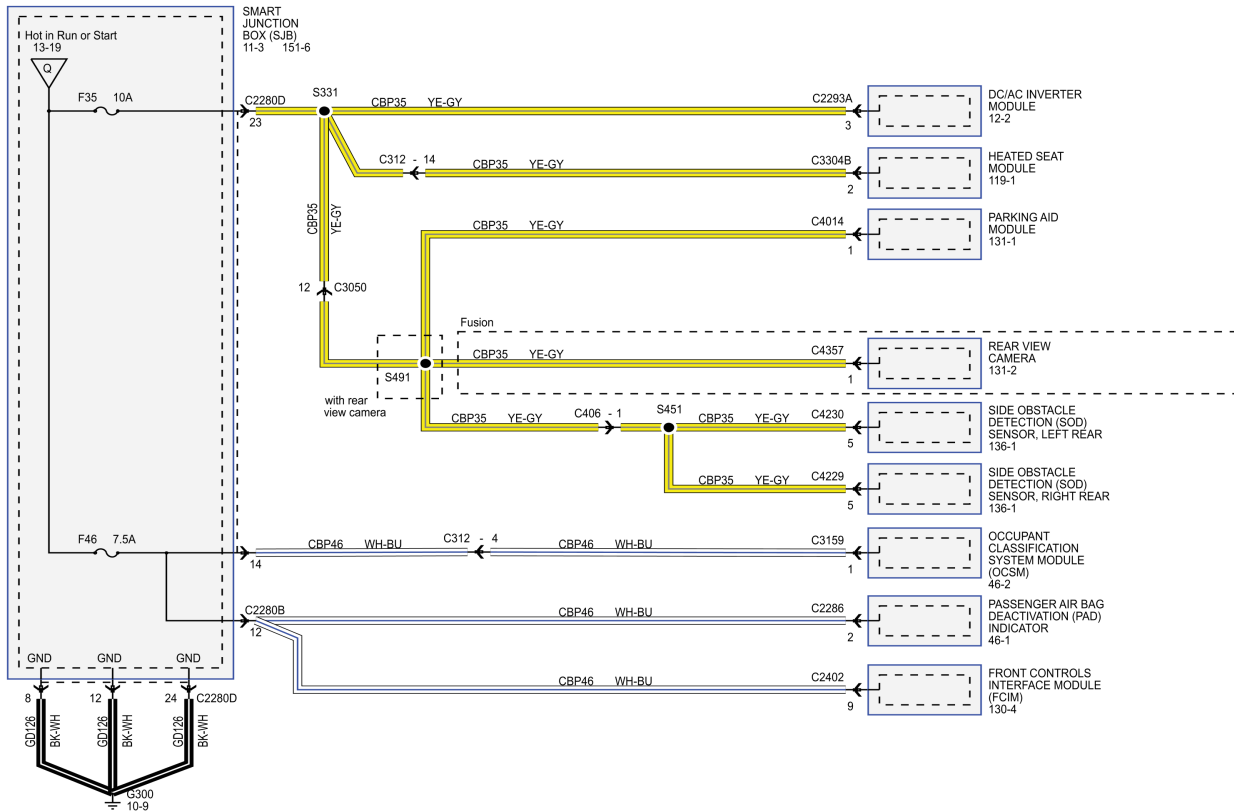 SMART
JUNCTION
BOX (SJB)
11-3 151-6
Hot in Run or Start
13-19
Q
F35 10A
C2280D
23
S331
CBP35 YE-GY
C2293A
3
DC/AC INVERTER
MODULE
12-2
C312 - 14
CBP35 YE-GY
C3304B
2
HEATED SEAT
MODULE
119-1
CBP35
YE-GY
CBP35 YE-GY
C4014
1
PARKING AID
MODULE
131-1
12 C3050
Fusion
S491
with rear
view camera
CBP35 YE-GY
C4357
1
REAR VIEW
CAMERA
131-2
CBP35 YE-GY
C406 - 1
S451
CBP35 YE-GY
C4230
5
SIDE OBSTACLE
DETECTION (SOD)
SENSOR, LEFT REAR
136-1
CBP35 YE-GY
C4229
5
SIDE OBSTACLE
DETECTION (SOD)
SENSOR, RIGHT REAR
136-1
F46 7.5A
14
CBP46 WH-BU
C312 - 4
CBP46 WH-BU
C3159
1
OCCUPANT
CLASSIFICATION
SYSTEM MODULE
(OCSM)
46-2
C2280B
12
CBP46 WH-BU
C2286
2
PASSENGER AIR BAG
DEACTIVATION (PAD)
INDICATOR
46-1
CBP46 WH-BU
C2402
9
FRONT CONTROLS
INTERFACE MODULE
(FCIM)
130-4
GND GND GND
8 12 24 C2280D
GD126
BK-WH
GD126
BK-WH
GD126
BK-WH
G300
10-9